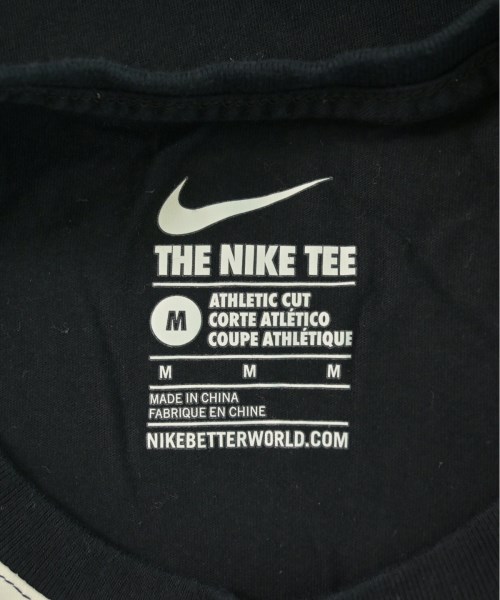 THE NIKE TEE
M
ATHLETIC CUT
CORTE ATLÉTICO
COUPE ATHLÉTIQUE
M M M
MADE IN CHINA
FABRIQUE EN CHINE
NIKEBETTERWORLD.COM